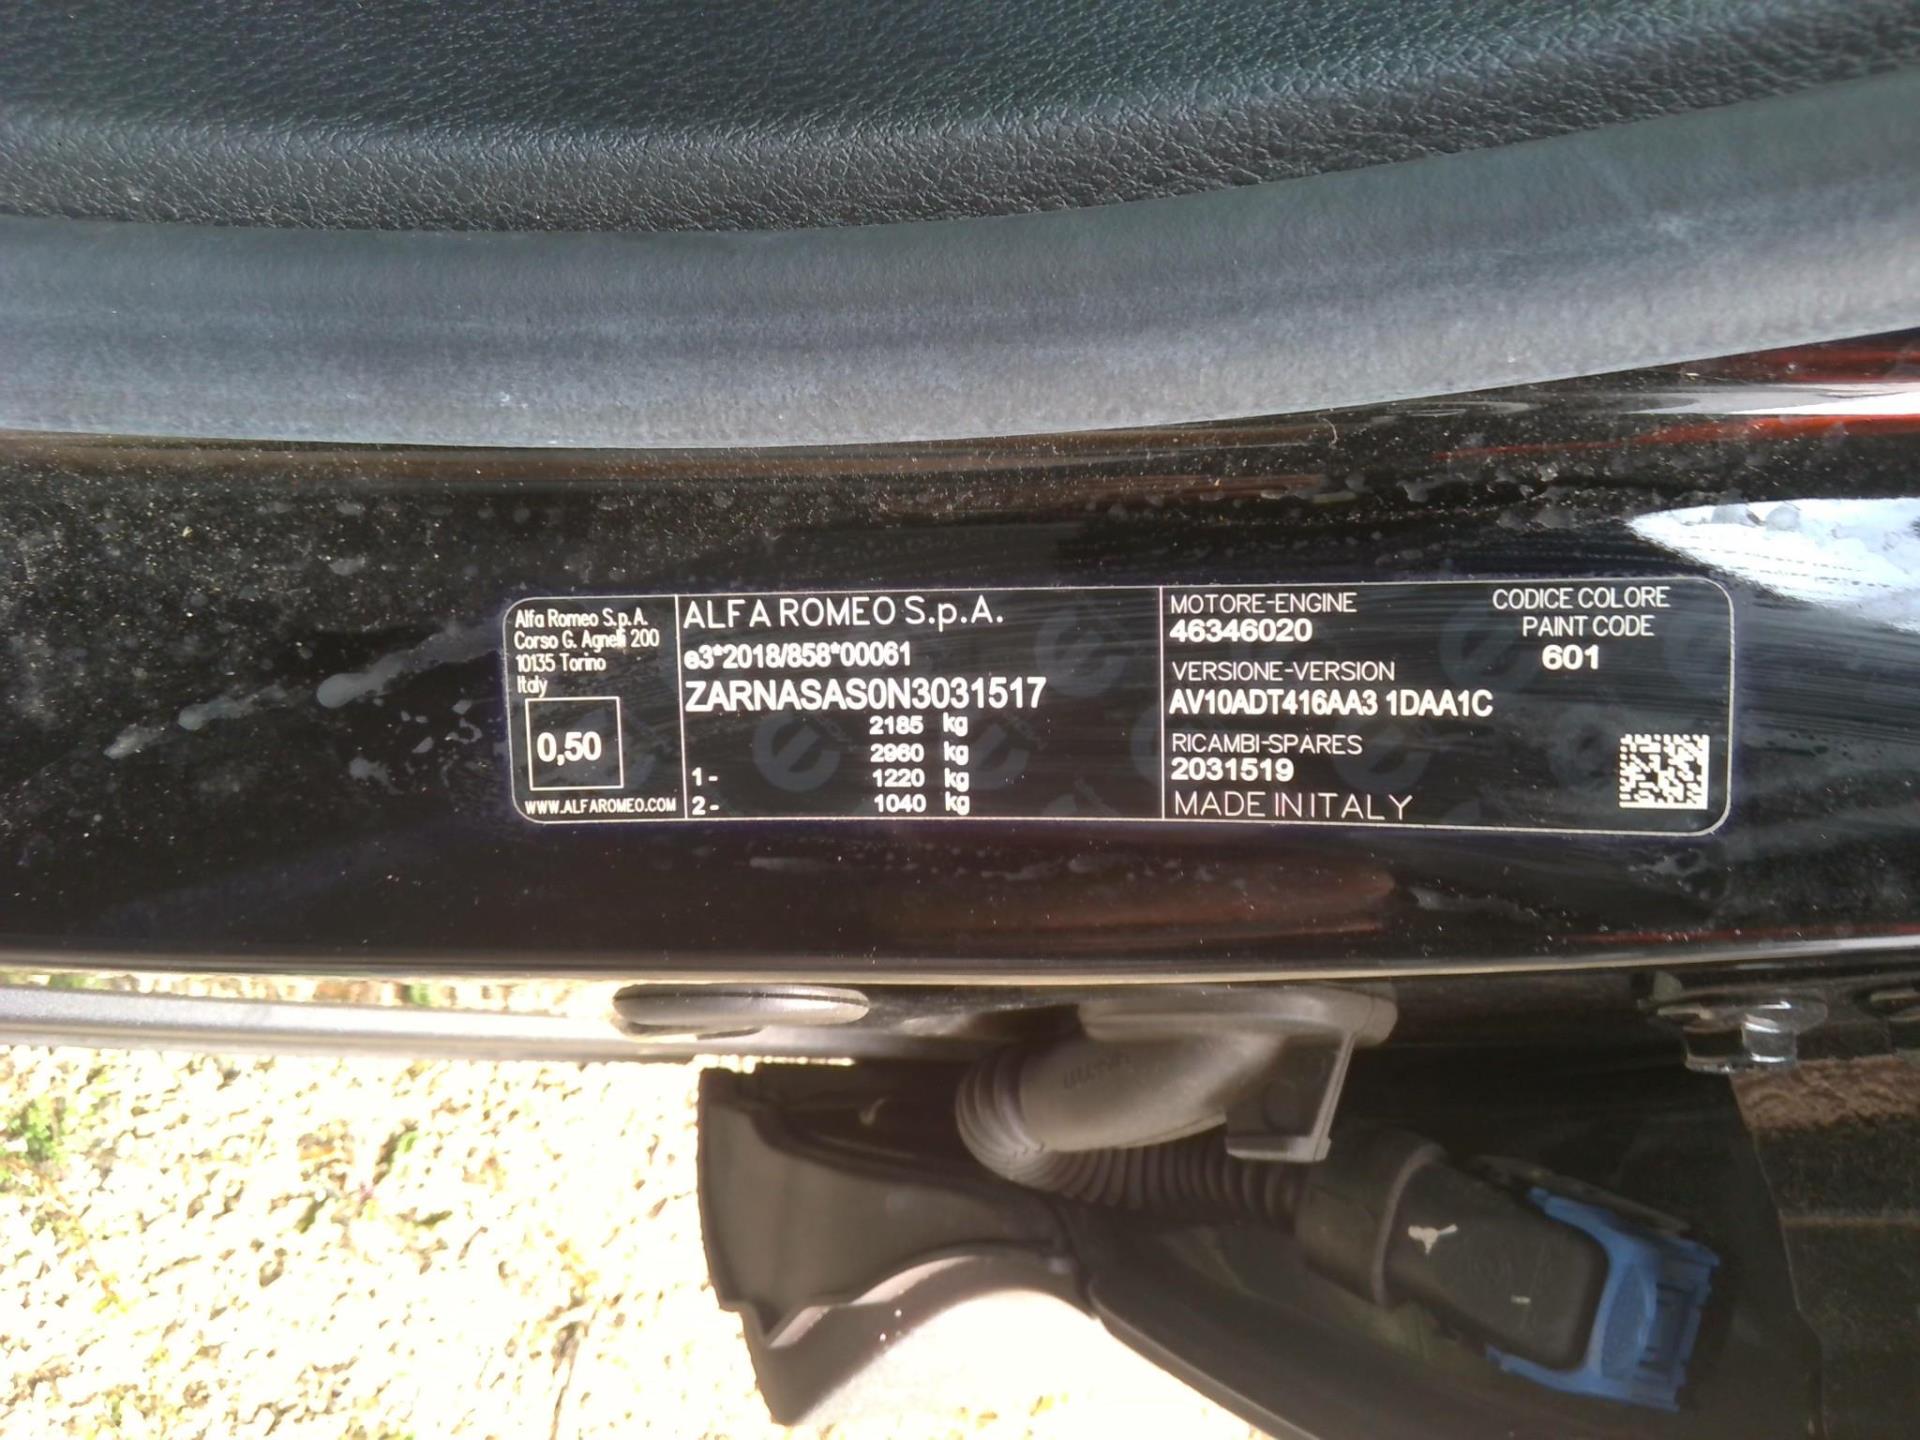 Alfa Romeo S.p.A.
Corso G. Agnelli 200
10135 Torino
Italy
0,50
WWW.ALFAROMEO.COM
ALFA ROMEO S.p.A.
e3*2018/858*00061
ZARNASAS0N3031517
2185 kg
2960 kg
1- 1220 kg
2- 1040 kg
MOTORE-ENGINE
46346020
VERSIONE-VERSION
AV10ADT416AA3 1DAA1C
RICAMBI-SPARES
2031519
MADE IN ITALY
CODICE COLORE
PAINT CODE
601